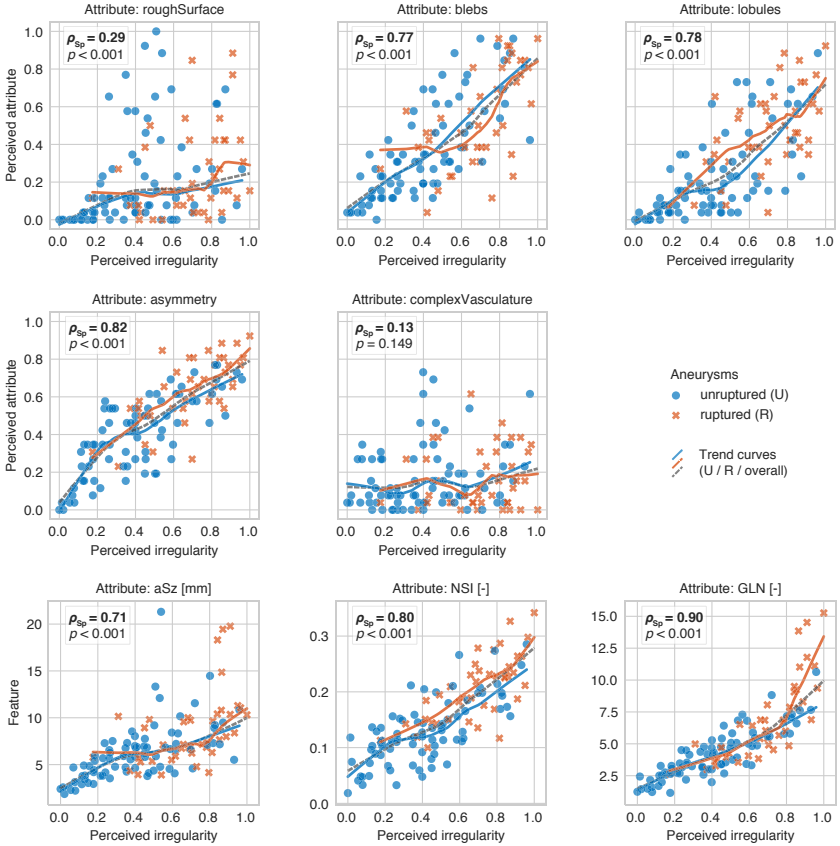 Attribute: roughSurface
ρSp = 0.29
p < 0.001
Perceived attribute
1.0
0.8
0.6
0.4
0.2
0.0
0.0 0.2 0.4 0.6 0.8 1.0
Perceived irregularity
Attribute: blebs
ρSp = 0.77
p < 0.001
0.0 0.2 0.4 0.6 0.8 1.0
Perceived irregularity
Attribute: lobules
ρSp = 0.78
p < 0.001
0.0 0.2 0.4 0.6 0.8 1.0
Perceived irregularity
Attribute: asymmetry
ρSp = 0.82
p < 0.001
Perceived attribute
1.0
0.8
0.6
0.4
0.2
0.0
0.0 0.2 0.4 0.6 0.8 1.0
Perceived irregularity
Attribute: complexVasculature
ρSp = 0.13
p = 0.149
0.0 0.2 0.4 0.6 0.8 1.0
Perceived irregularity
Aneurysms
unruptured (U)
ruptured (R)
Trend curves
(U / R / overall)
Attribute: aSz [mm]
ρSp = 0.71
p < 0.001
Feature
20
15
10
5
0.0 0.2 0.4 0.6 0.8 1.0
Perceived irregularity
Attribute: NSI [-]
ρSp = 0.80
p < 0.001
0.3
0.2
0.1
0.0
0.0 0.2 0.4 0.6 0.8 1.0
Perceived irregularity
Attribute: GLN [-]
ρSp = 0.90
p < 0.001
15.0
12.5
10.0
7.5
5.0
2.5
0.0 0.2 0.4 0.6 0.8 1.0
Perceived irregularity